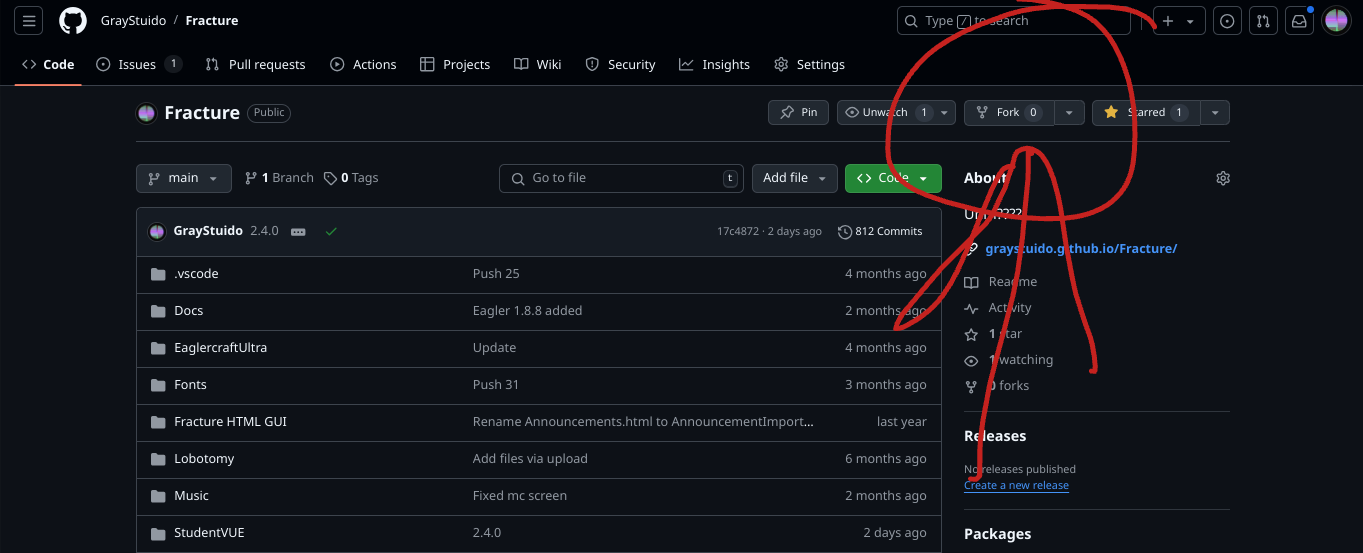 GrayStuido / Fracture
Type / to search
Code Issues 1 Pull requests Actions Projects Wiki Security Insights Settings
Fracture Public
Pin Unwatch 1 Fork 0 Starred 1
main 1 Branch 0 Tags Go to file t Add file Code
About
GrayStuido 2.4.0 17c4872 · 2 days ago 812 Commits
graystuido.github.io/Fracture/
.vscode Push 25 4 months ago
Readme
Docs Eagler 1.8.8 added 2 months ago
Activity
1 star
EaglercraftUltra Update 4 months ago
1 watching
Fonts Push 31 3 months ago
0 forks
Fracture HTML GUI Rename Announcements.html to AnnouncementImport... last year
Releases
Lobotomy Add files via upload 6 months ago
No releases published
Create a new release
Music Fixed mc screen 2 months ago
StudentVUE 2.4.0 2 days ago
Packages